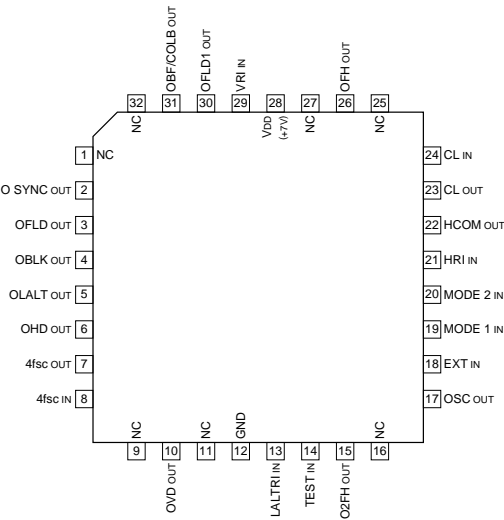 OBF/COLB OUT
OFLD1 OUT
VRI IN
OFH OUT
32 31 30 29 28 27 26 25
NC
VDD
(+7V)
NC
NC
1 NC
O SYNC OUT 2
OFLD OUT 3
OBLK OUT 4
OLALT OUT 5
OHD OUT 6
4fsc OUT 7
4fsc IN 8
24 CL IN
23 CL OUT
22 HCOM OUT
21 HRI IN
20 MODE 2 IN
19 MODE 1 IN
18 EXT IN
17 OSC OUT
NC
NC
GND
NC
9 10 11 12 13 14 15 16
OVD OUT
LALTRI IN
TEST IN
O2FH OUT